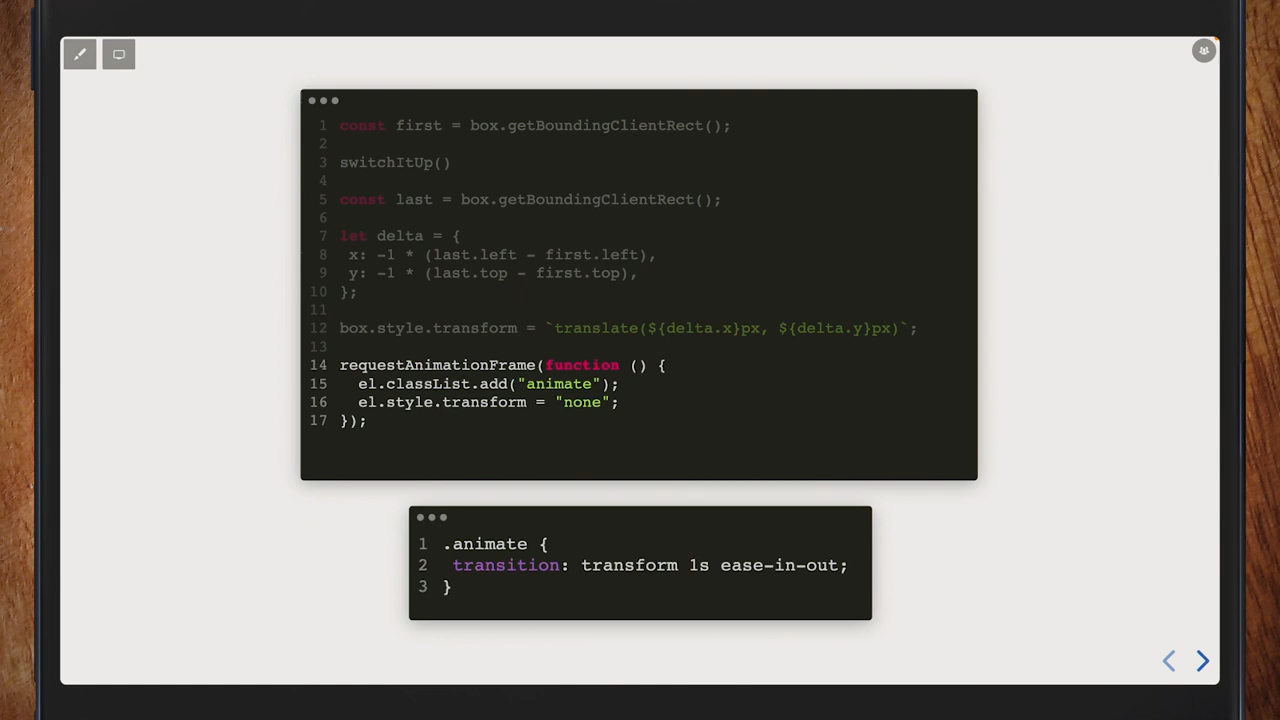 1 const first = box.getBoundingClientRect();
2
3 switchItUp()
4
5 const last = box.getBoundingClientRect();
6
7 let delta = {
8  x: -1 * (last.left - first.left),
9  y: -1 * (last.top - first.top),
10 };
11
12 box.style.transform = `translate(${delta.x}px, ${delta.y}px)`;
13
14 requestAnimationFrame(function () {
15   el.classList.add("animate");
16   el.style.transform = "none";
17 });
1 .animate {
2  transition: transform 1s ease-in-out;
3 }